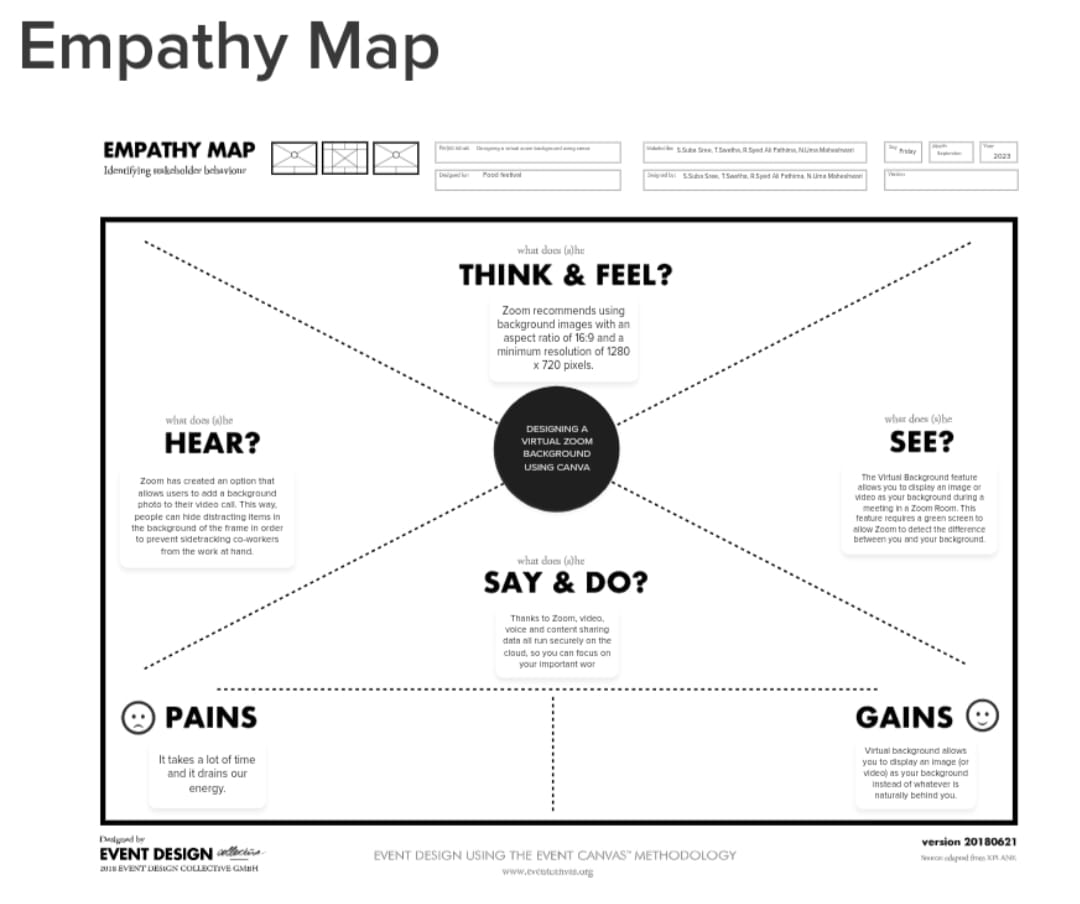 Empathy Map
EMPATHY MAP
Identifying stakeholder behaviour
Designing a virtual zoom background using canva
Designed for: Food festival
S.Suba Sree, T.Swetha, R.Syed Ali Fathima, N.Uma Maheshwari
Designed by: S.Suba Sree, T.Swetha, R.Syed Ali Fathima, N.Uma Maheshwari
Day Friday
Month September
Year 2023
Version
what does (s)he
THINK & FEEL?
Zoom recommends using
background images with an
aspect ratio of 16:9 and a
minimum resolution of 1280
x 720 pixels.
what does (s)he
HEAR?
Zoom has created an option that
allows users to add a background
photo to their video call. This way,
people can hide distracting items in
the background of the frame in order
to prevent sidetracking co-workers
from the work at hand.
DESIGNING A
VIRTUAL ZOOM
BACKGROUND
USING CANVA
what does (s)he
SEE?
The Virtual Background feature
allows you to display an image or
video as your background during a
meeting in a Zoom Room. This
feature requires a green screen to
allow Zoom to detect the difference
between you and your background.
what does (s)he
SAY & DO?
Thanks to Zoom, video,
voice and content sharing
data all run securely on the
cloud, so you can focus on
your important wor
PAINS
It takes a lot of time
and it drains our
energy.
GAINS
Virtual background allows
you to display an image (or
video) as your background
instead of whatever is
naturally behind you.
Designed by
EVENT DESIGN collective
2018 EVENT DESIGN COLLECTIVE GMBH
EVENT DESIGN USING THE EVENT CANVAS™ METHODOLOGY
www.eventcanvas.org
version 20180621
Source: adapted from XPLANE